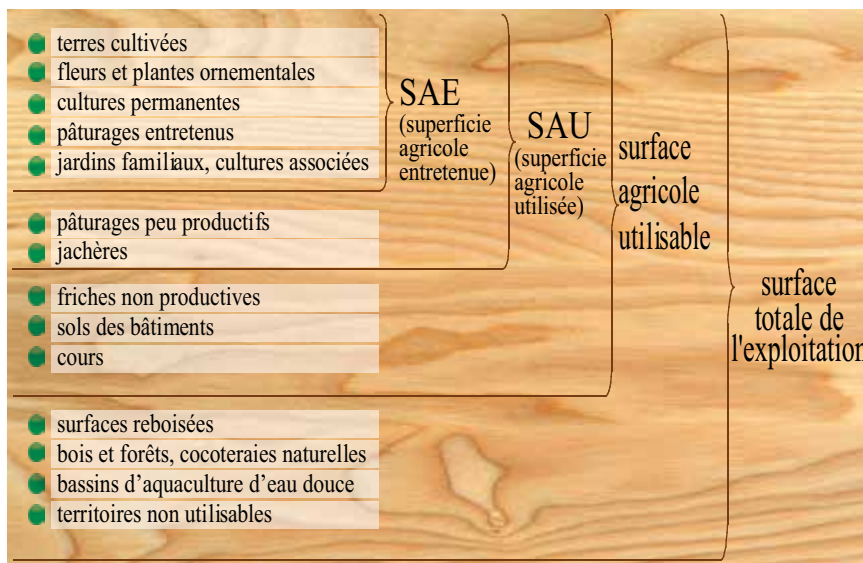 terres cultivées
fleurs et plantes ornementales
cultures permanentes
pâturages entretenus
jardins familiaux, cultures associées
SAE
(superficie
agricole
entretenue)
pâturages peu productifs
jachères
SAU
(superficie
agricole
utilisée)
friches non productives
sols des bâtiments
cours
surface
agricole
utilisable
surfaces reboisées
bois et forêts, cocoteraies naturelles
bassins d’aquaculture d’eau douce
territoires non utilisables
surface
totale de
l'exploitation